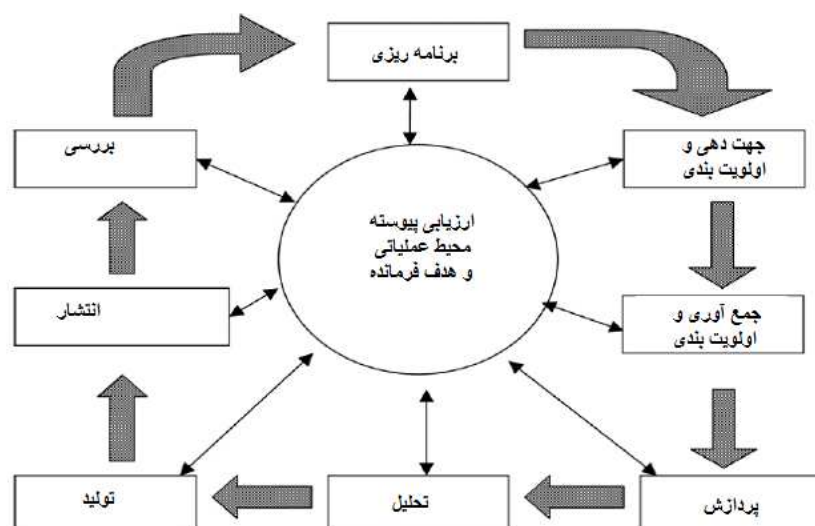 برنامه ریزی
جهت دهی و
اولویت بندی
جمع آوری و
اولویت بندی
پردازش
تحلیل
تولید
انتشار
بررسی
ارزیابی پیوسته
محیط عملیاتی
و هدف فرمانده